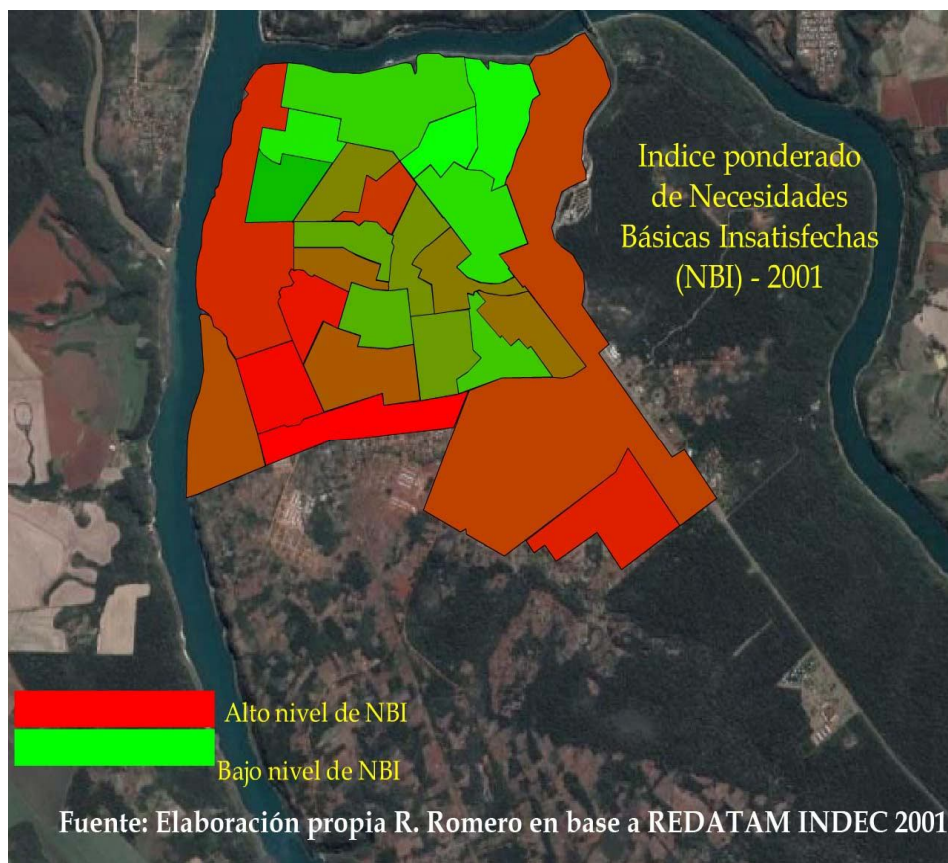 Indice ponderado
de Necesidades
Básicas Insatisfechas
(NBI) - 2001
Alto nivel de NBI
Bajo nivel de NBI
Fuente: Elaboración propia R. Romero en base a REDATAM INDEC 2001